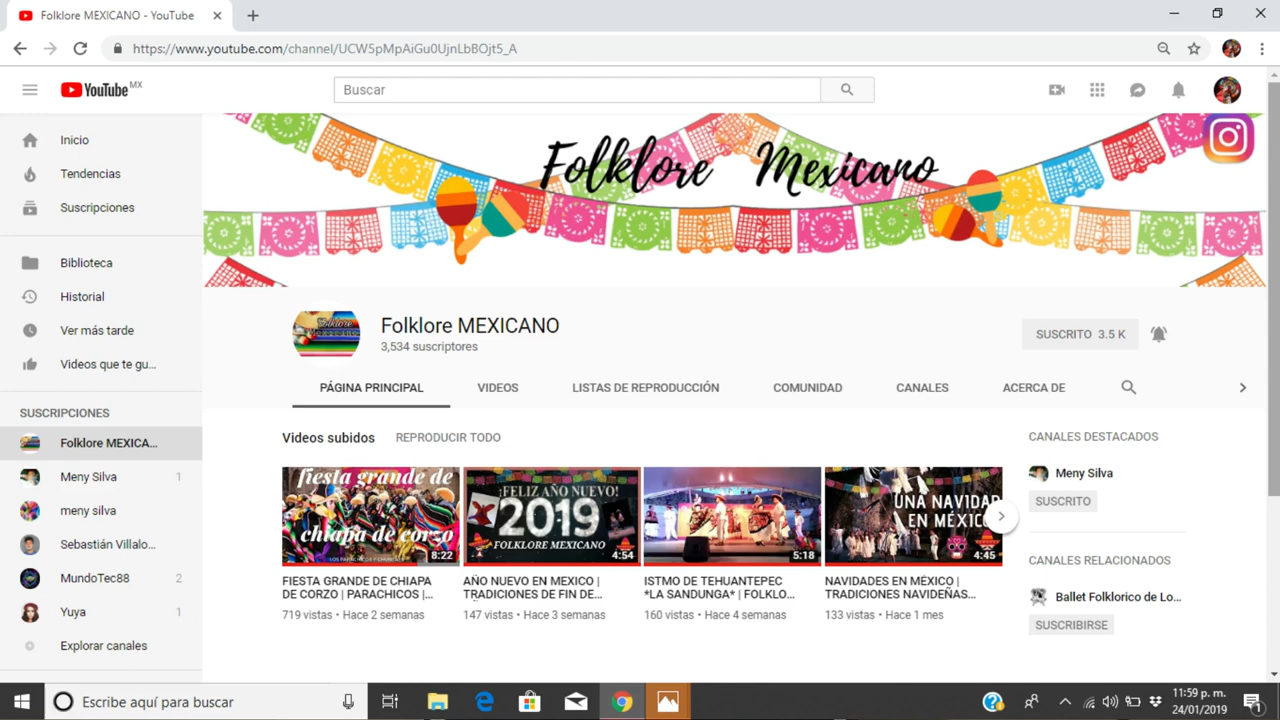 Folklore MEXICANO - YouTube
https://www.youtube.com/channel/UCW5pMpAiGu0UjnLbBOjt5_A
YouTube MX
Buscar
Inicio
Tendencias
Suscripciones
Biblioteca
Historial
Ver más tarde
Videos que te gu...
SUSCRIPCIONES
Folklore MEXICA...
Meny Silva 1
meny silva
Sebastián Villalo...
MundoTec88 2
Yuya 1
Explorar canales
Folklore Mexicano
Folklore MEXICANO
3,534 suscriptores
SUSCRITO 3.5 K
PÁGINA PRINCIPAL
VIDEOS
LISTAS DE REPRODUCCIÓN
COMUNIDAD
CANALES
ACERCA DE
Videos subidos
REPRODUCIR TODO
fiesta grande de
chiapa de corzo
8:22
FIESTA GRANDE DE CHIAPA
DE CORZO | PARACHICOS |...
719 vistas • Hace 2 semanas
¡FELIZ AÑO NUEVO!
2019
FOLKLORE MEXICANO
4:54
AÑO NUEVO EN MEXICO |
TRADICIONES DE FIN DE...
147 vistas • Hace 3 semanas
5:18
ISTMO DE TEHUANTEPEC
*LA SANDUNGA* | FOLKLO...
160 vistas • Hace 4 semanas
UNA NAVIDAD
EN MÉXICO
4:45
NAVIDADES EN MÉXICO |
TRADICIONES NAVIDEÑAS...
133 vistas • Hace 1 mes
CANALES DESTACADOS
Meny Silva
SUSCRITO
CANALES RELACIONADOS
Ballet Folklorico de Lo...
SUSCRIBIRSE
Escribe aquí para buscar
11:59 p. m.
24/01/2019
1